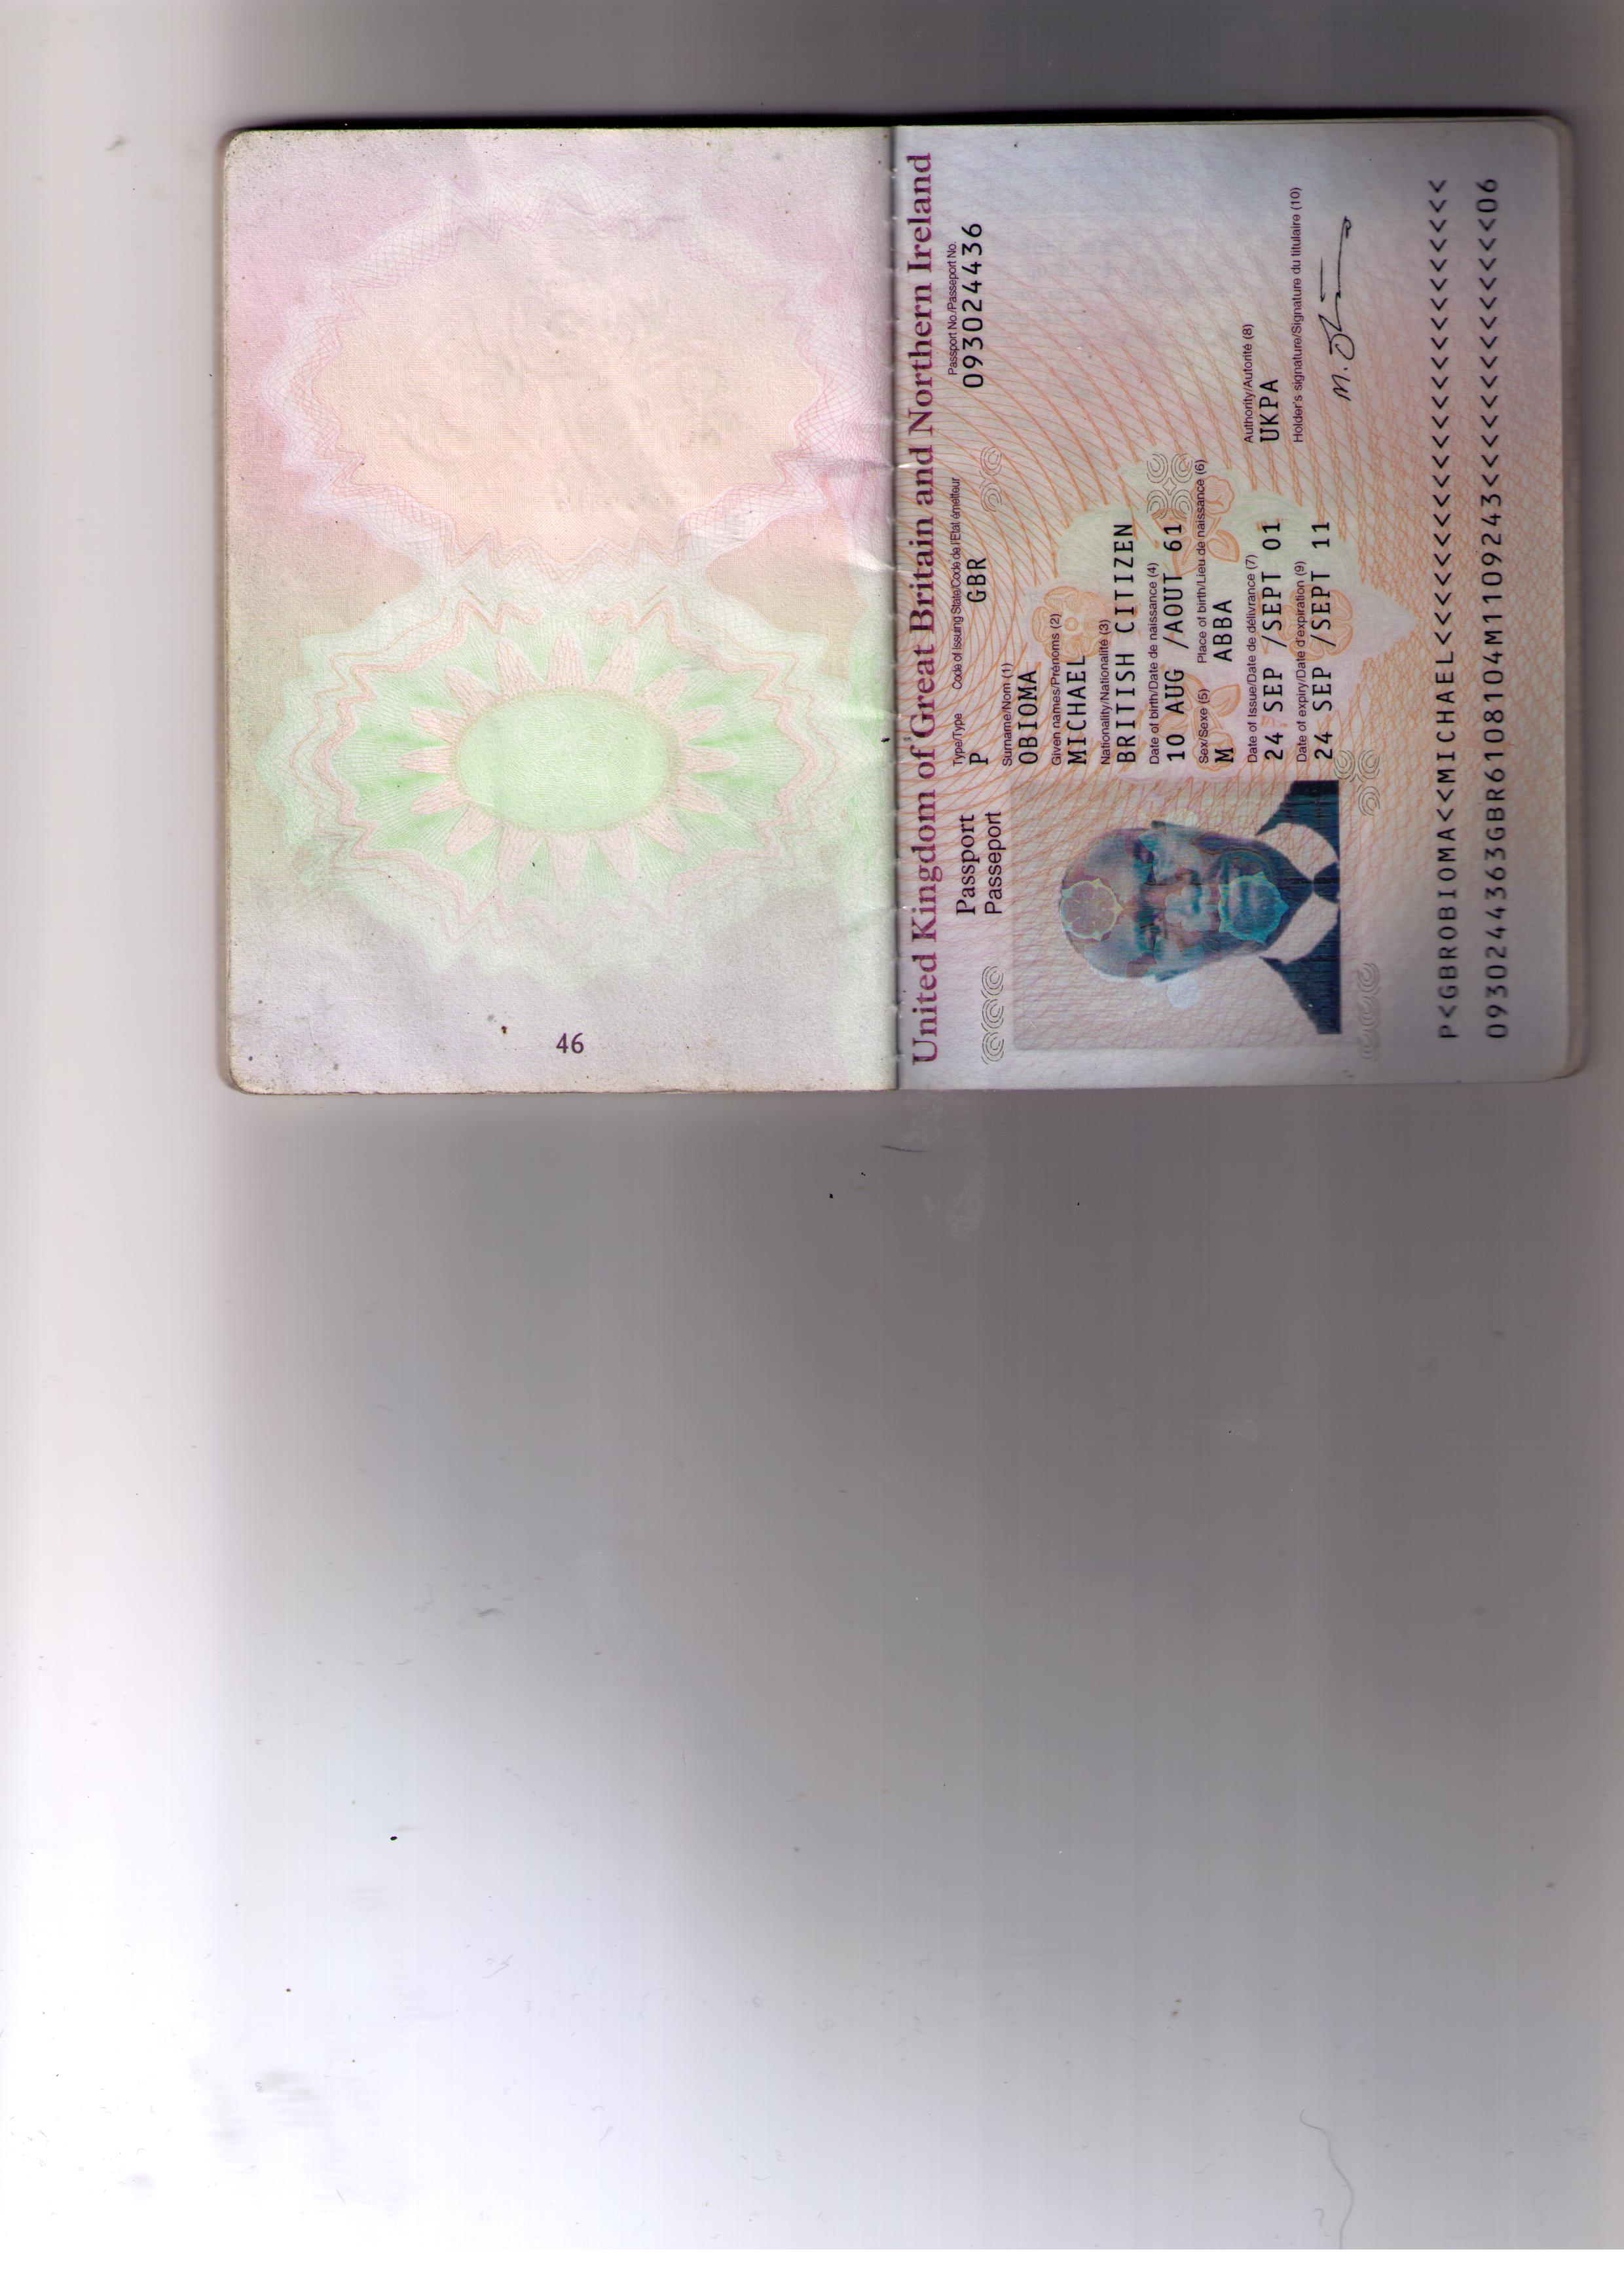 46
United Kingdom of Great Britain and Northern Ireland
Passport
Passeport
Type/Type Code of Issuing State/Code de l'Etat émetteur Passport No./Passeport No.
P GBR 093024436
Surname/Nom (1)
OBIOMA
Given names/Prénoms (2)
MICHAEL
Nationality/Nationalité (3)
BRITISH CITIZEN
Date of birth/Date de naissance (4)
10 AUG /AOUT 61
Sex/Sexe (5) Place of birth/Lieu de naissance (6)
M ABBA
Date of Issue/Date de délivrance (7) Authority/Autorité (8)
24 SEP /SEPT 01 UKPA
Date of expiry/Date d'expiration (9) Holder's signature/Signature du titulaire (10)
24 SEP /SEPT 11
P<GBROBIOMA<<MICHAEL<<<<<<<<<<<<<<<<<<<<<<<<
0930244363GBR6108104M1109243<<<<<<<<<<<<<<06